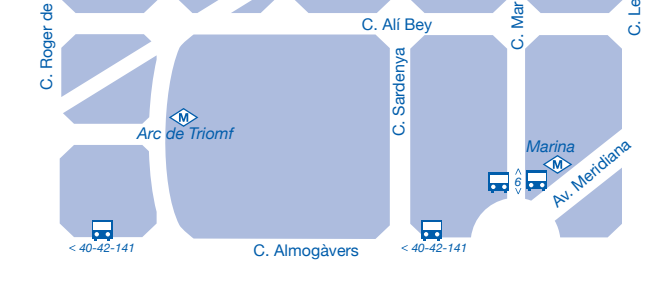 C. Roger de
C. Alí Bey
C. Mar
C. Le
C. Sardenya
M
Arc de Triomf
Marina
M
< 6 >
Av. Meridiana
< 40-42-141
C. Almogàvers
< 40-42-141